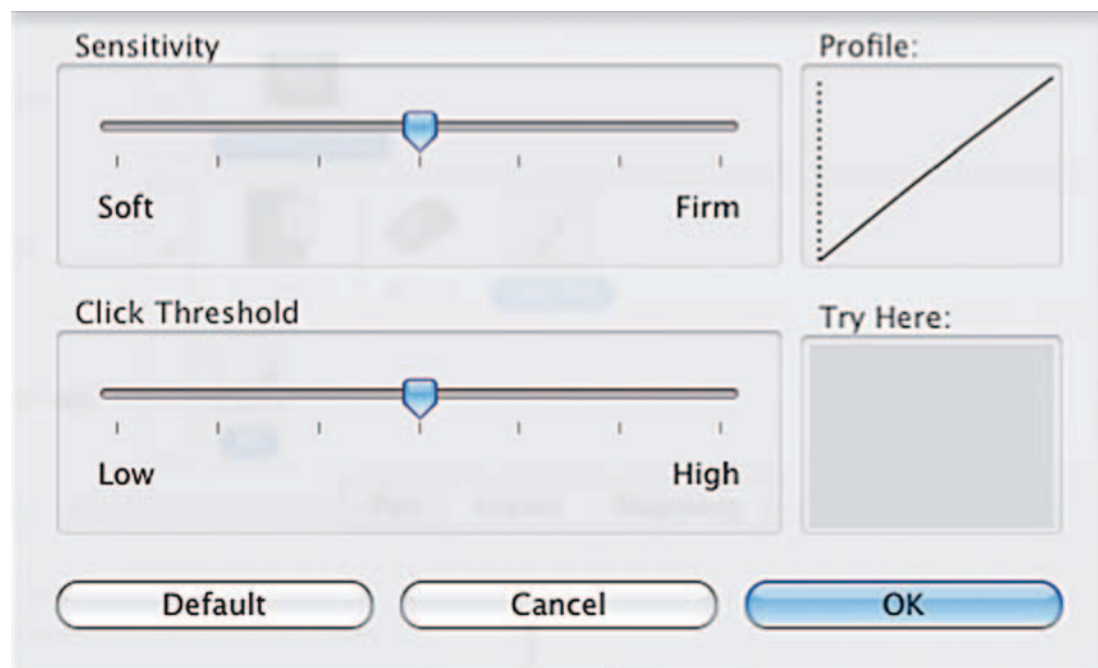 Sensitivity
Profile:
Soft
Firm
Click Threshold
Try Here:
Low
High
Default
Cancel
OK